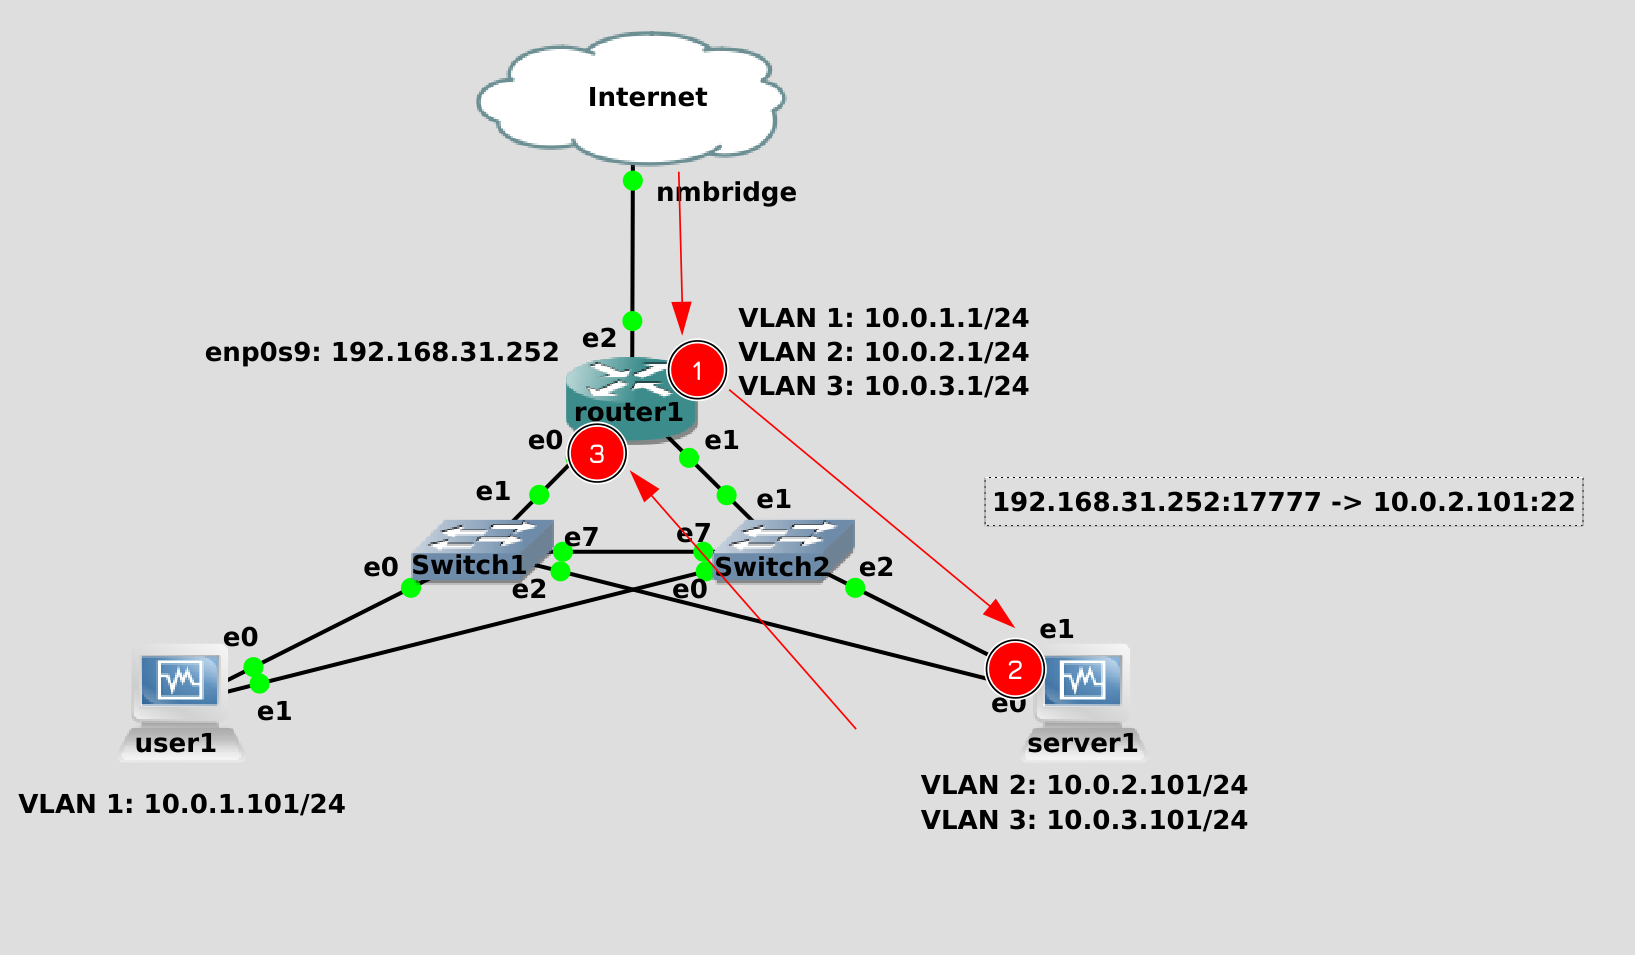 Internet
nmbridge
e2
enp0s9: 192.168.31.252
VLAN 1: 10.0.1.1/24
VLAN 2: 10.0.2.1/24
VLAN 3: 10.0.3.1/24
1
router1
e0
3
e1
e1
e1
192.168.31.252:17777 -> 10.0.2.101:22
e7
e7
Switch1
Switch2
e0
e2
e2
e0
e0
e1
2
e1
e0
user1
server1
VLAN 1: 10.0.1.101/24
VLAN 2: 10.0.2.101/24
VLAN 3: 10.0.3.101/24